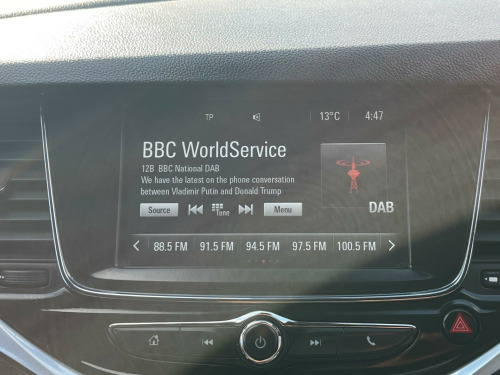 TP 13°C 4:47
BBC WorldService
12B BBC National DAB
We have the latest on the phone conversation
between Vladimir Putin and Donald Trump
Source Tune Menu
DAB
88.5 FM 91.5 FM 94.5 FM 97.5 FM 100.5 FM